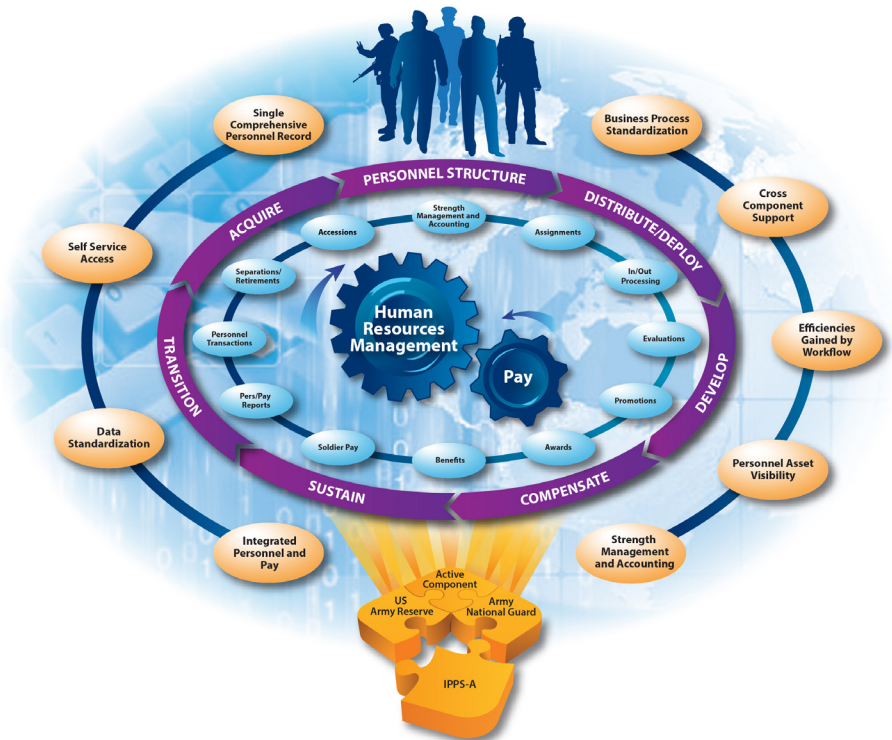 Single
Comprehensive
Personnel Record
Self Service
Access
Data
Standardization
Integrated
Personnel and
Pay
Business Process
Standardization
Cross
Component
Support
Efficiencies
Gained by
Workflow
Personnel Asset
Visibility
Strength
Management
and Accounting
PERSONNEL STRUCTURE
DISTRIBUTE/DEPLOY
DEVELOP
COMPENSATE
SUSTAIN
TRANSITION
ACQUIRE
Strength
Management and
Accounting
Assignments
In/Out
Processing
Evaluations
Promotions
Awards
Benefits
Soldier Pay
Pers/Pay
Reports
Personnel
Transactions
Separations/
Retirements
Accessions
Human
Resources
Management
Pay
Active
Component
US
Army Reserve
Army
National Guard
IPPS-A